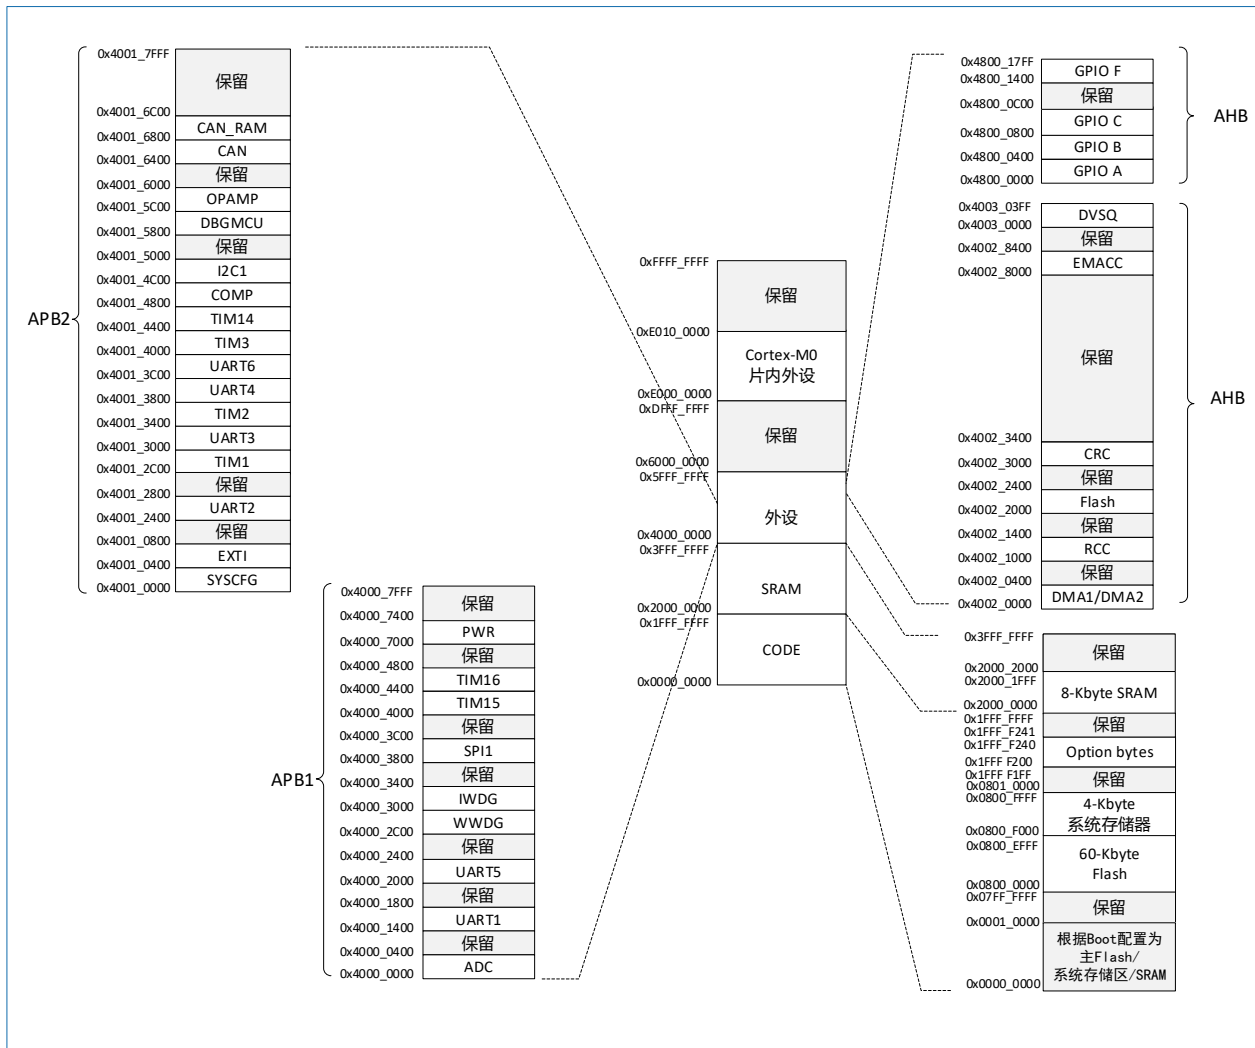 0x4001_7FFF
保留
0x4001_6C00
CAN_RAM
0x4001_6800
CAN
0x4001_6400
保留
0x4001_6000
OPAMP
0x4001_5C00
DBGMCU
0x4001_5800
保留
0x4001_5000
I2C1
0x4001_4C00
COMP
0x4001_4800
TIM14
0x4001_4400
TIM3
0x4001_4000
UART6
0x4001_3C00
UART4
0x4001_3800
TIM2
0x4001_3400
UART3
0x4001_3000
TIM1
0x4001_2C00
保留
0x4001_2800
UART2
0x4001_2400
保留
0x4001_0800
EXTI
0x4001_0400
SYSCFG
0x4001_0000
APB2
0x4000_7FFF
保留
0x4000_7400
PWR
0x4000_7000
保留
0x4000_4800
TIM16
0x4000_4400
TIM15
0x4000_4000
保留
0x4000_3C00
SPI1
0x4000_3800
保留
0x4000_3400
IWDG
0x4000_3000
WWDG
0x4000_2C00
保留
0x4000_2400
UART5
0x4000_2000
保留
0x4000_1800
UART1
0x4000_1400
保留
0x4000_0400
ADC
0x4000_0000
APB1
0xFFFF_FFFF
保留
0xE010_0000
Cortex-M0
片内外设
0xE000_0000
0xDFFF_FFFF
保留
0x6000_0000
0x5FFF_FFFF
外设
0x4000_0000
0x3FFF_FFFF
SRAM
0x2000_0000
0x1FFF_FFFF
CODE
0x0000_0000
0x4800_17FF
GPIO F
0x4800_1400
保留
0x4800_0C00
GPIO C
0x4800_0800
GPIO B
0x4800_0400
GPIO A
0x4800_0000
AHB
0x4003_03FF
DVSQ
0x4003_0000
保留
0x4002_8400
EMACC
0x4002_8000
保留
0x4002_3400
CRC
0x4002_3000
保留
0x4002_2400
Flash
0x4002_2000
保留
0x4002_1400
RCC
0x4002_1000
保留
0x4002_0400
DMA1/DMA2
0x4002_0000
AHB
0x3FFF_FFFF
保留
0x2000_2000
0x2000_1FFF
8-Kbyte SRAM
0x2000_0000
0x1FFF_FFFF
保留
0x1FFF_F241
0x1FFF_F240
Option bytes
0x1FFF F200
0x1FFF F1FF
保留
0x0801_0000
0x0800_FFFF
4-Kbyte
系统存储器
0x0800_F000
0x0800_EFFF
60-Kbyte
Flash
0x0800_0000
0x07FF_FFFF
保留
0x0001_0000
根据Boot配置为
主Flash/
系统存储区/SRAM
0x0000_0000